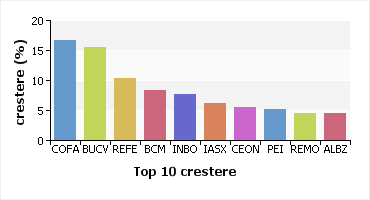 crestere (%)
20
15
10
5
0
COFA BUCV REFE BCM INBO IASX CEON PEI REMO ALBZ
Top 10 crestere